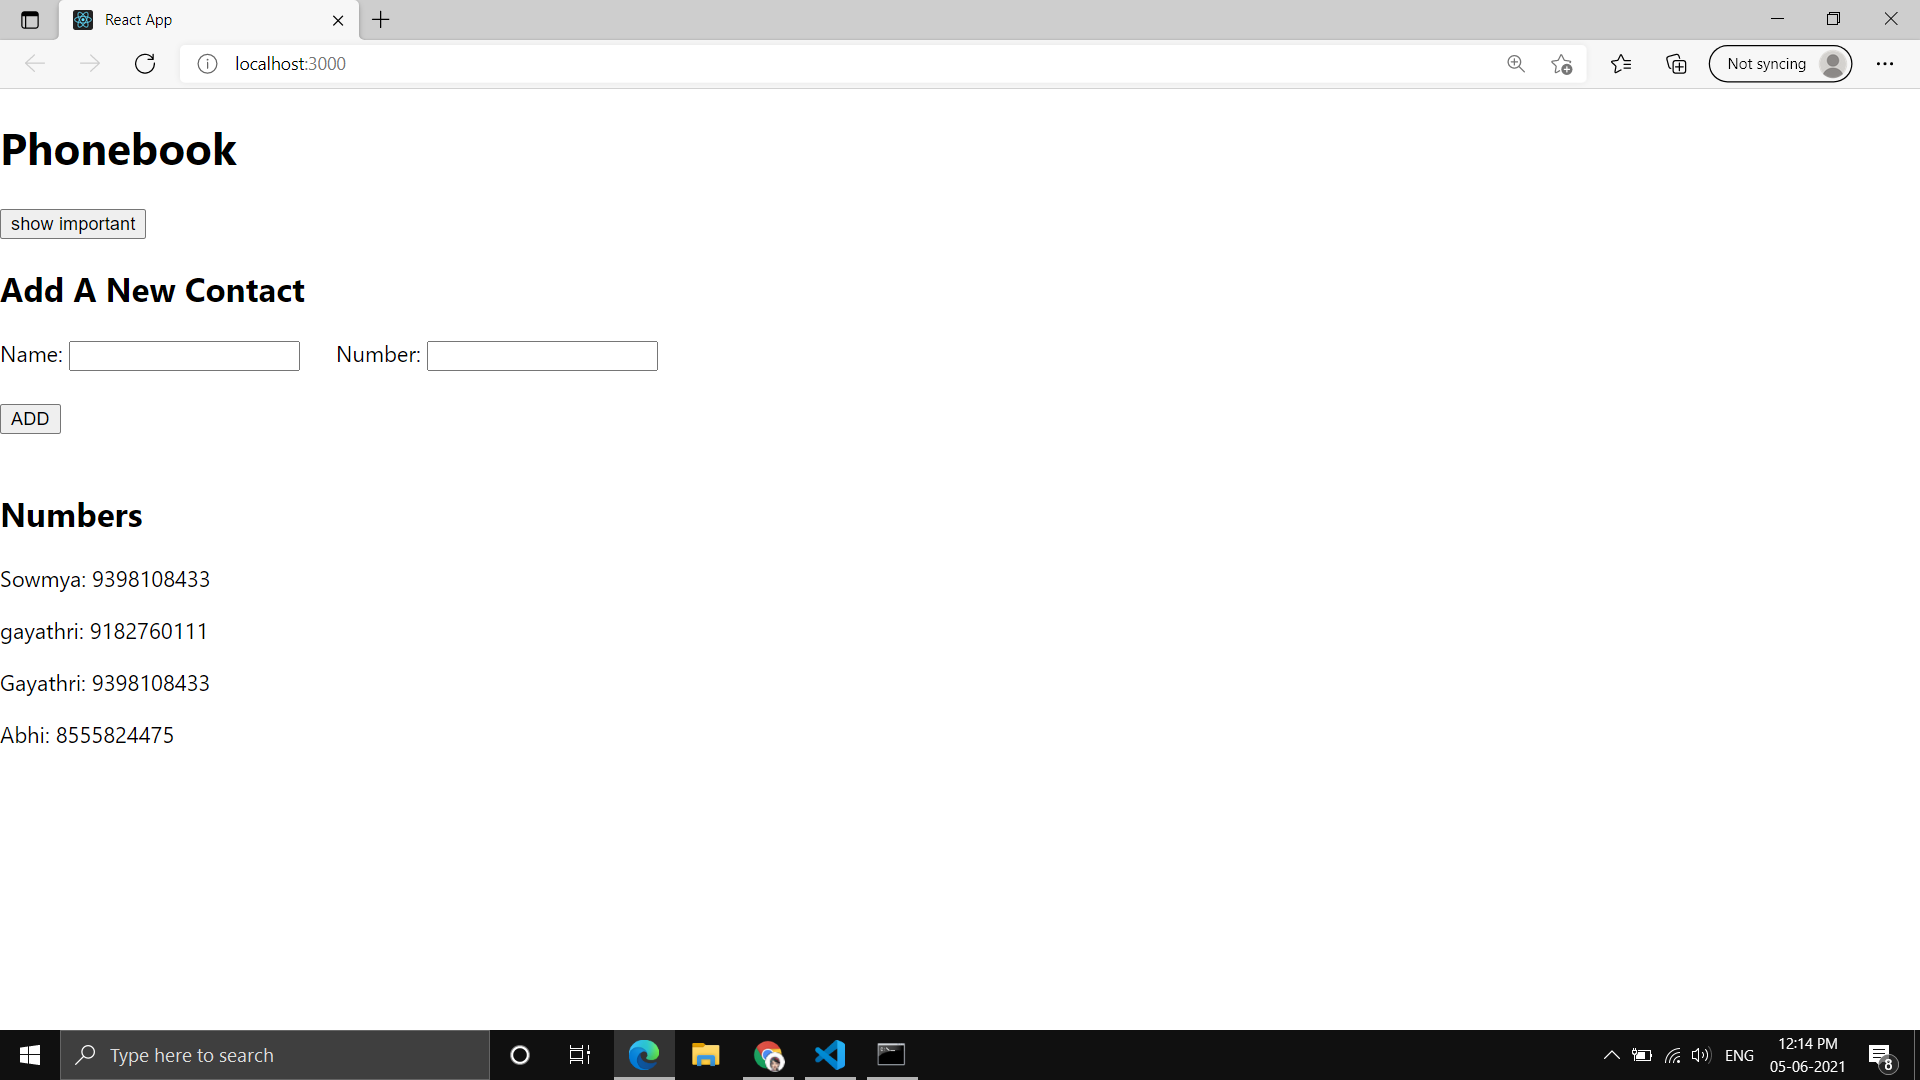 React App
localhost:3000
Not syncing
Phonebook
show important
Add A New Contact
Name: Number:
ADD
Numbers
Sowmya: 9398108433
gayathri: 9182760111
Gayathri: 9398108433
Abhi: 8555824475
Type here to search
ENG
12:14 PM
05-06-2021
8